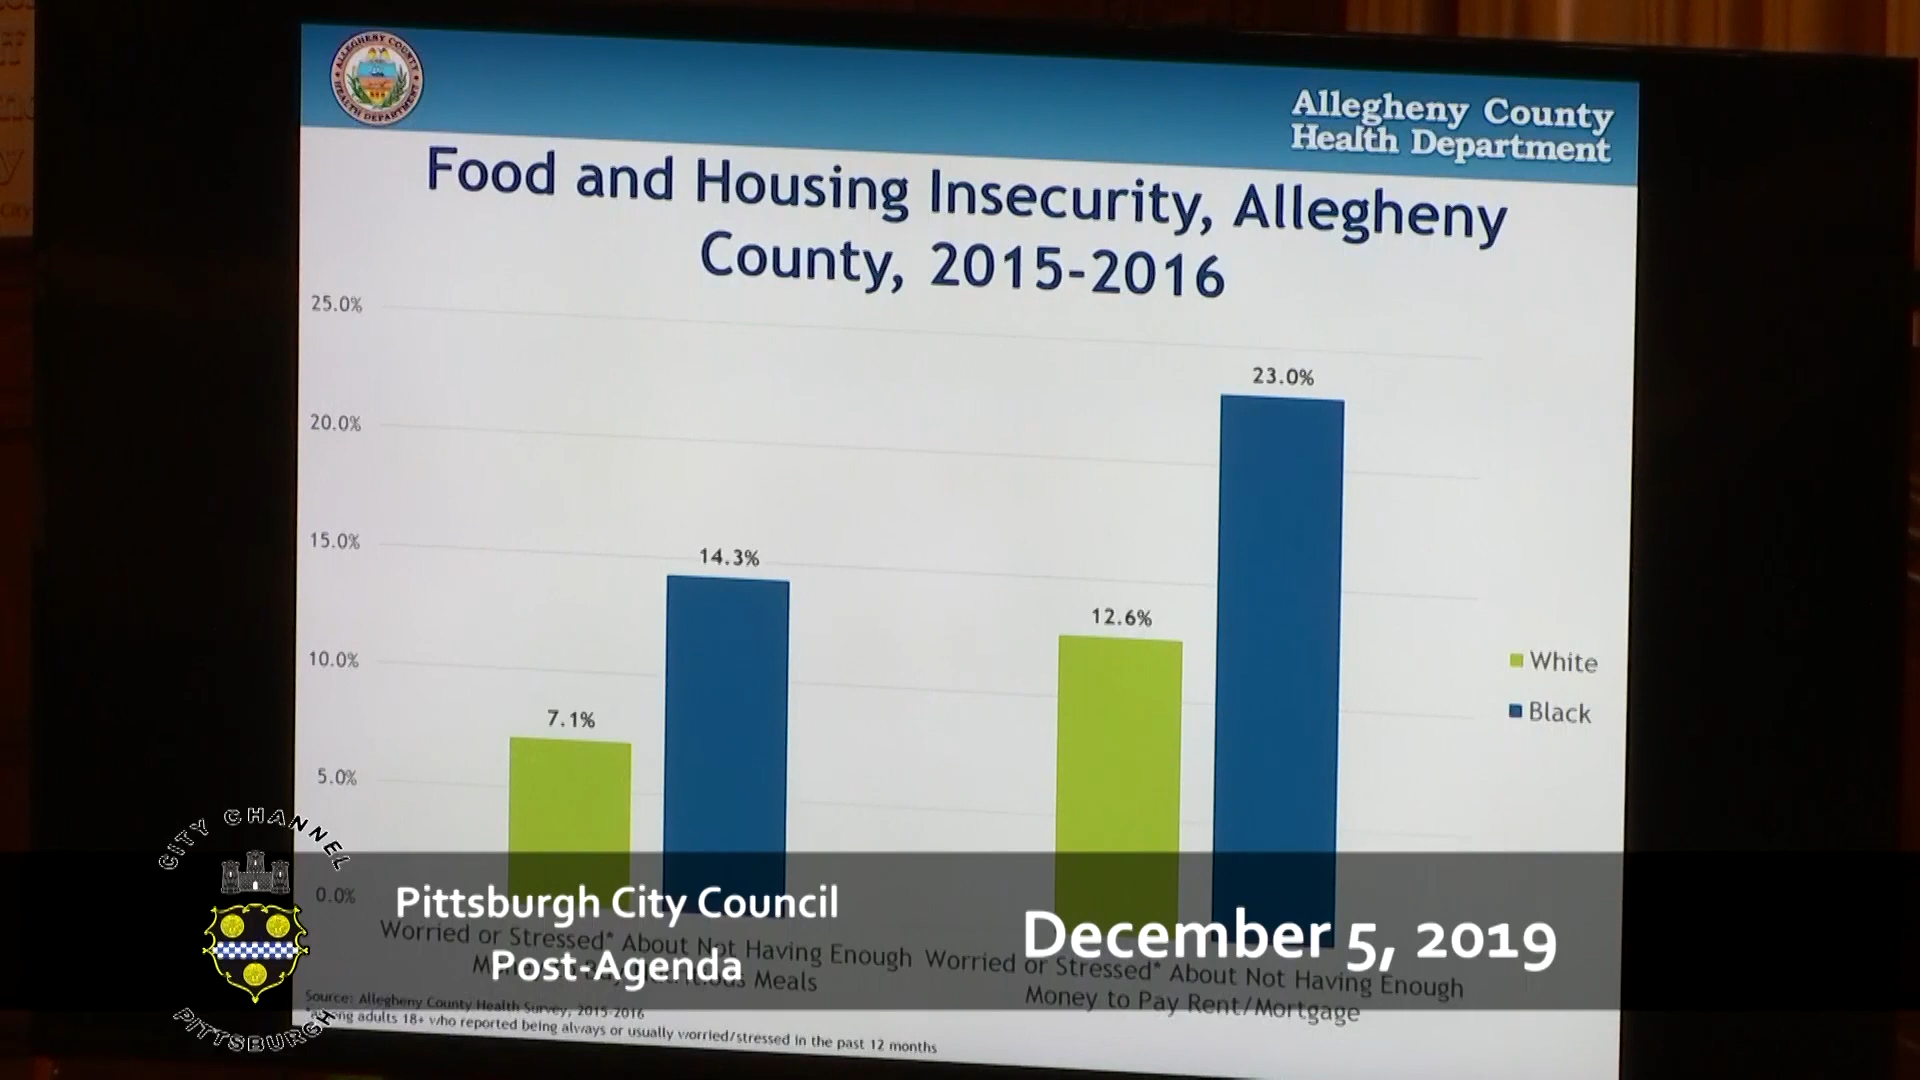 ALLEGHENY COUNTY
HEALTH DEPARTMENT
Allegheny County
Health Department
Food and Housing Insecurity, Allegheny
County, 2015-2016
25.0%
20.0%
15.0%
10.0%
5.0%
0.0%
7.1%
14.3%
12.6%
23.0%
White
Black
Worried or Stressed* About Not Having Enough
Meals
Worried or Stressed* About Not Having Enough
Money to Pay Rent/Mortgage
Source: Allegheny County Health Survey, 2015-2016
adults 18+ who reported being always or usually worried/stressed in the past 12 months
CITY CHANNEL
PITTSBURGH
Pittsburgh City Council
Post-Agenda
December 5, 2019